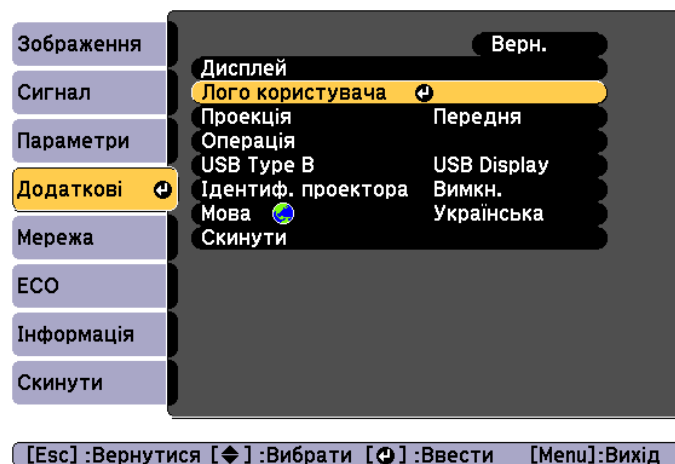 Зображення
Сигнал
Параметри
Додаткові
Мережа
ECO
Інформація
Скинути
Верн.
Дисплей
Лого користувача
Проекція Передня
Операція
USB Type B USB Display
Ідентиф. проектора Вимкн.
Мова Українська
Скинути
[Esc] :Вернутися [◆] :Вибрати [⏎] :Ввести [Menu]:Вихід